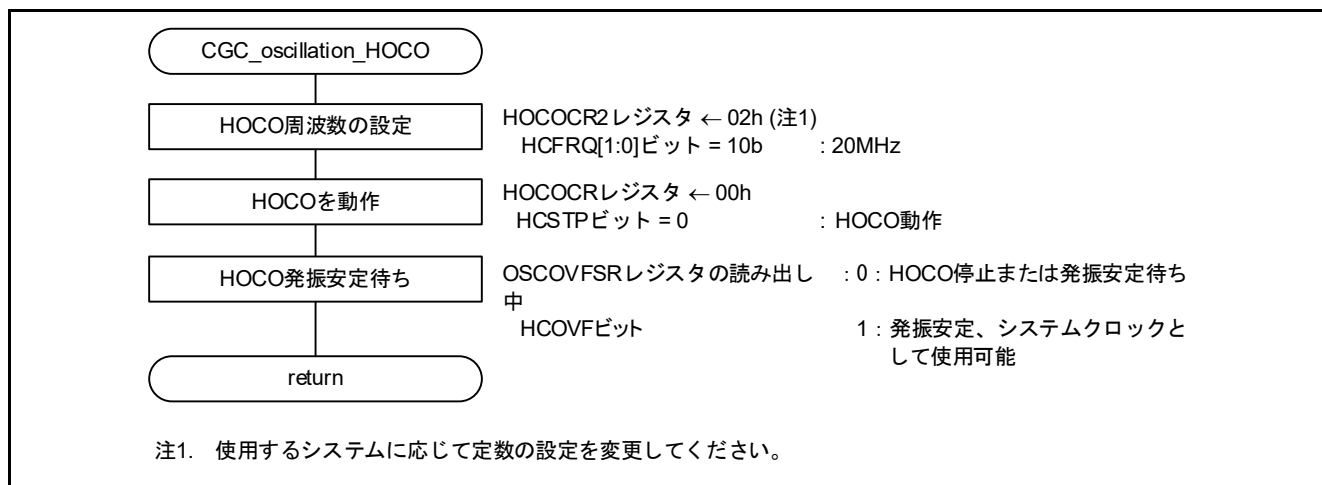 CGC_oscillation_HOCO
HOCO周波数の設定
HOCOCR2レジスタ ← 02h (注1)
HCFRQ[1:0]ビット = 10b : 20MHz
HOCOを動作
HOCOCRレジスタ ← 00h
HCSTPビット = 0 : HOCO動作
HOCO発振安定待ち
OSCOVFSRレジスタの読み出し : 0 : HOCO停止または発振安定待ち
中
HCOVFビット 1 : 発振安定、システムクロックと
して使用可能
return
注1. 使用するシステムに応じて定数の設定を変更してください。